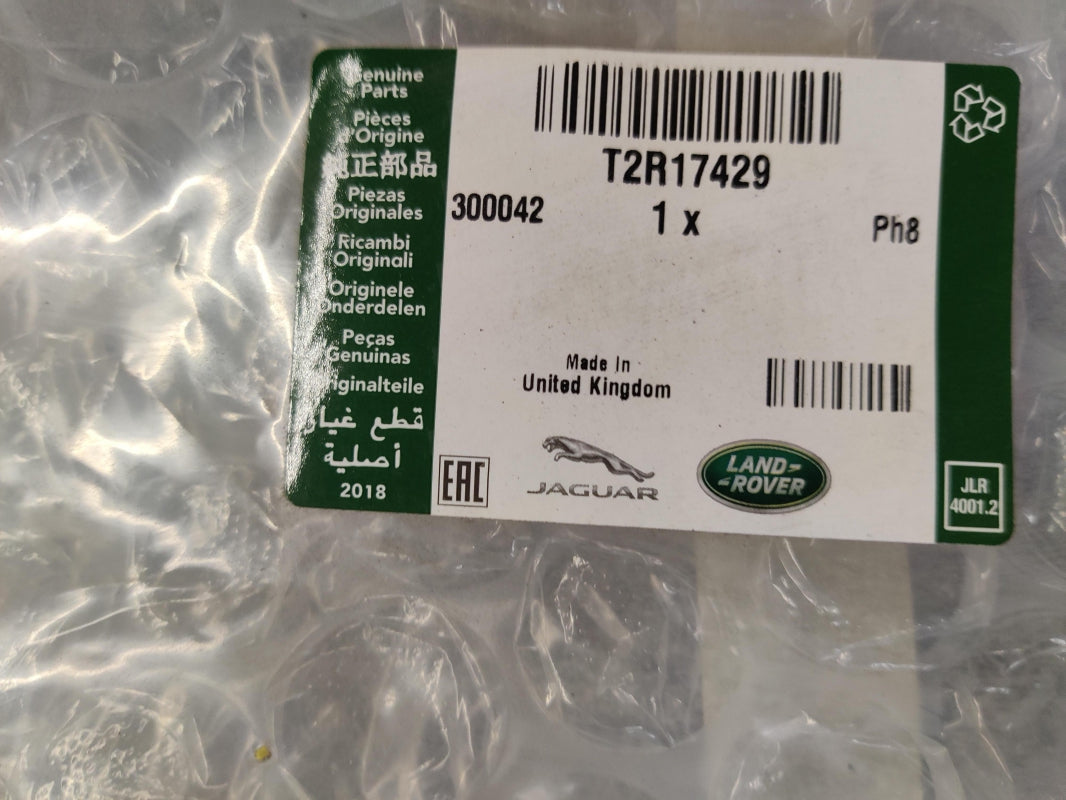 Genuine
Parts
Pièces
d'Origine
純正部品
Piezas
Originales
Ricambi
Originali
Originele
Onderdelen
Peças
Genuinas
Originalteile
قطع غيار
أصلية
2018
T2R17429
300042
1 x
Ph8
Made In
United Kingdom
EAC
JAGUAR
LAND-
-ROVER
JLR
4001.2